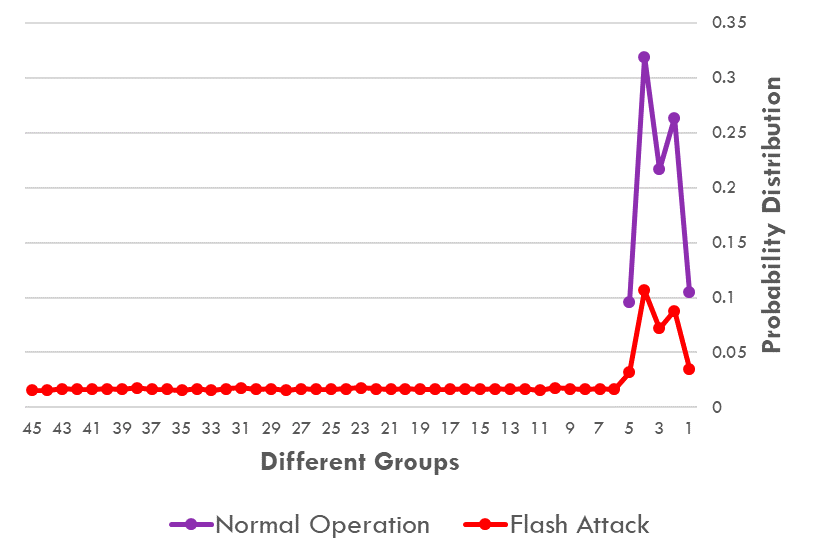 0.35
0.3
0.25
0.2
0.15
0.1
0.05
0
Probability Distribution
45 43 41 39 37 35 33 31 29 27 25 23 21 19 17 15 13 11 9 7 5 3 1
Different Groups
Normal Operation Flash Attack